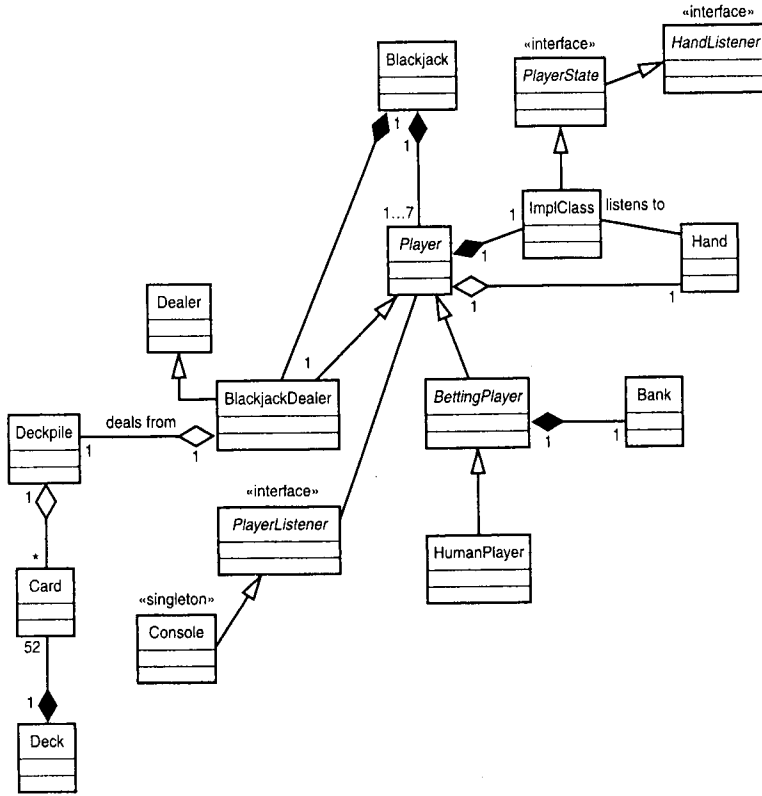 «interface»
HandListener
«interface»
PlayerState
Blackjack
1
1
1...7
ImplClass
listens to
1
Player
1
Hand
1
1
Dealer
1
BlackjackDealer
BettingPlayer
Bank
1
1
Deckpile
deals from
1
1
1
«interface»
PlayerListener
HumanPlayer
*
Card
«singleton»
Console
52
1
Deck